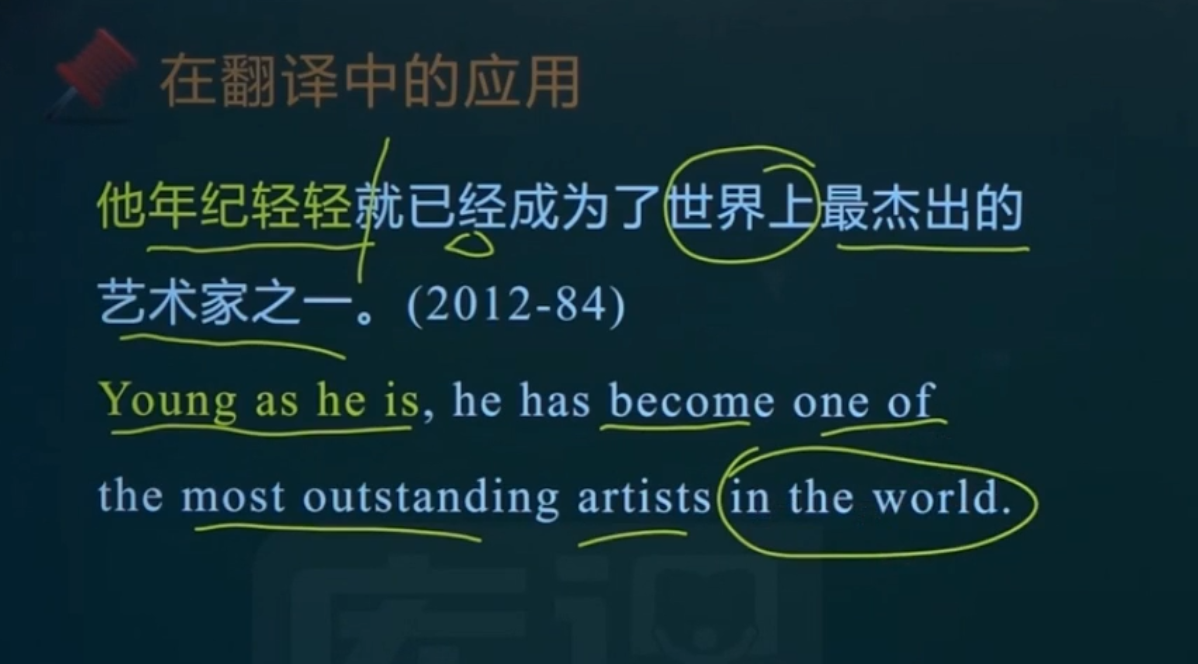 在翻译中的应用
他年纪轻轻就已经成为了世界上最杰出的
艺术家之一。(2012-84)
Young as he is, he has become one of
the most outstanding artists in the world.